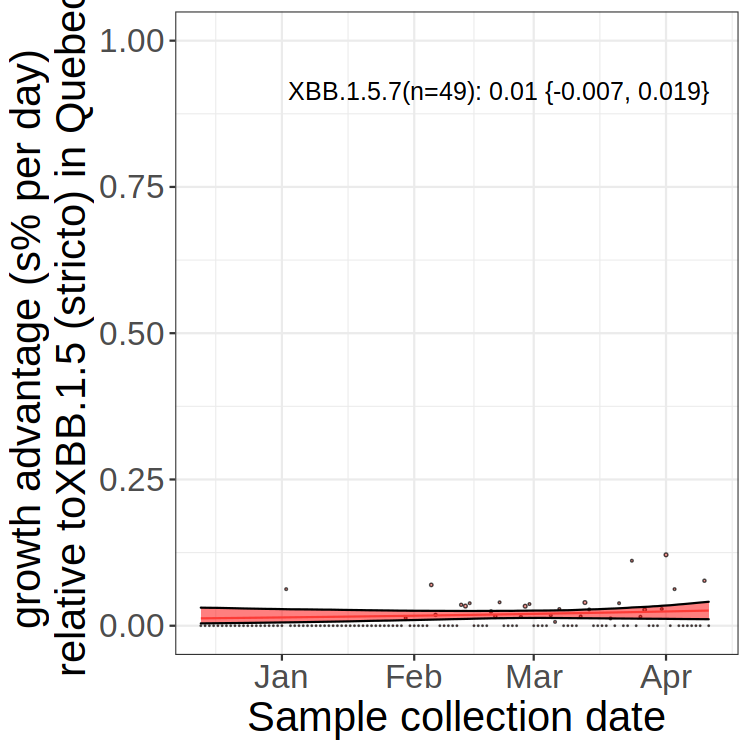 growth advantage (s% per day)
relative toXBB.1.5 (stricto) in Quebec
1.00
0.75
0.50
0.25
0.00
XBB.1.5.7(n=49): 0.01 {-0.007, 0.019}
Jan Feb Mar Apr
Sample collection date